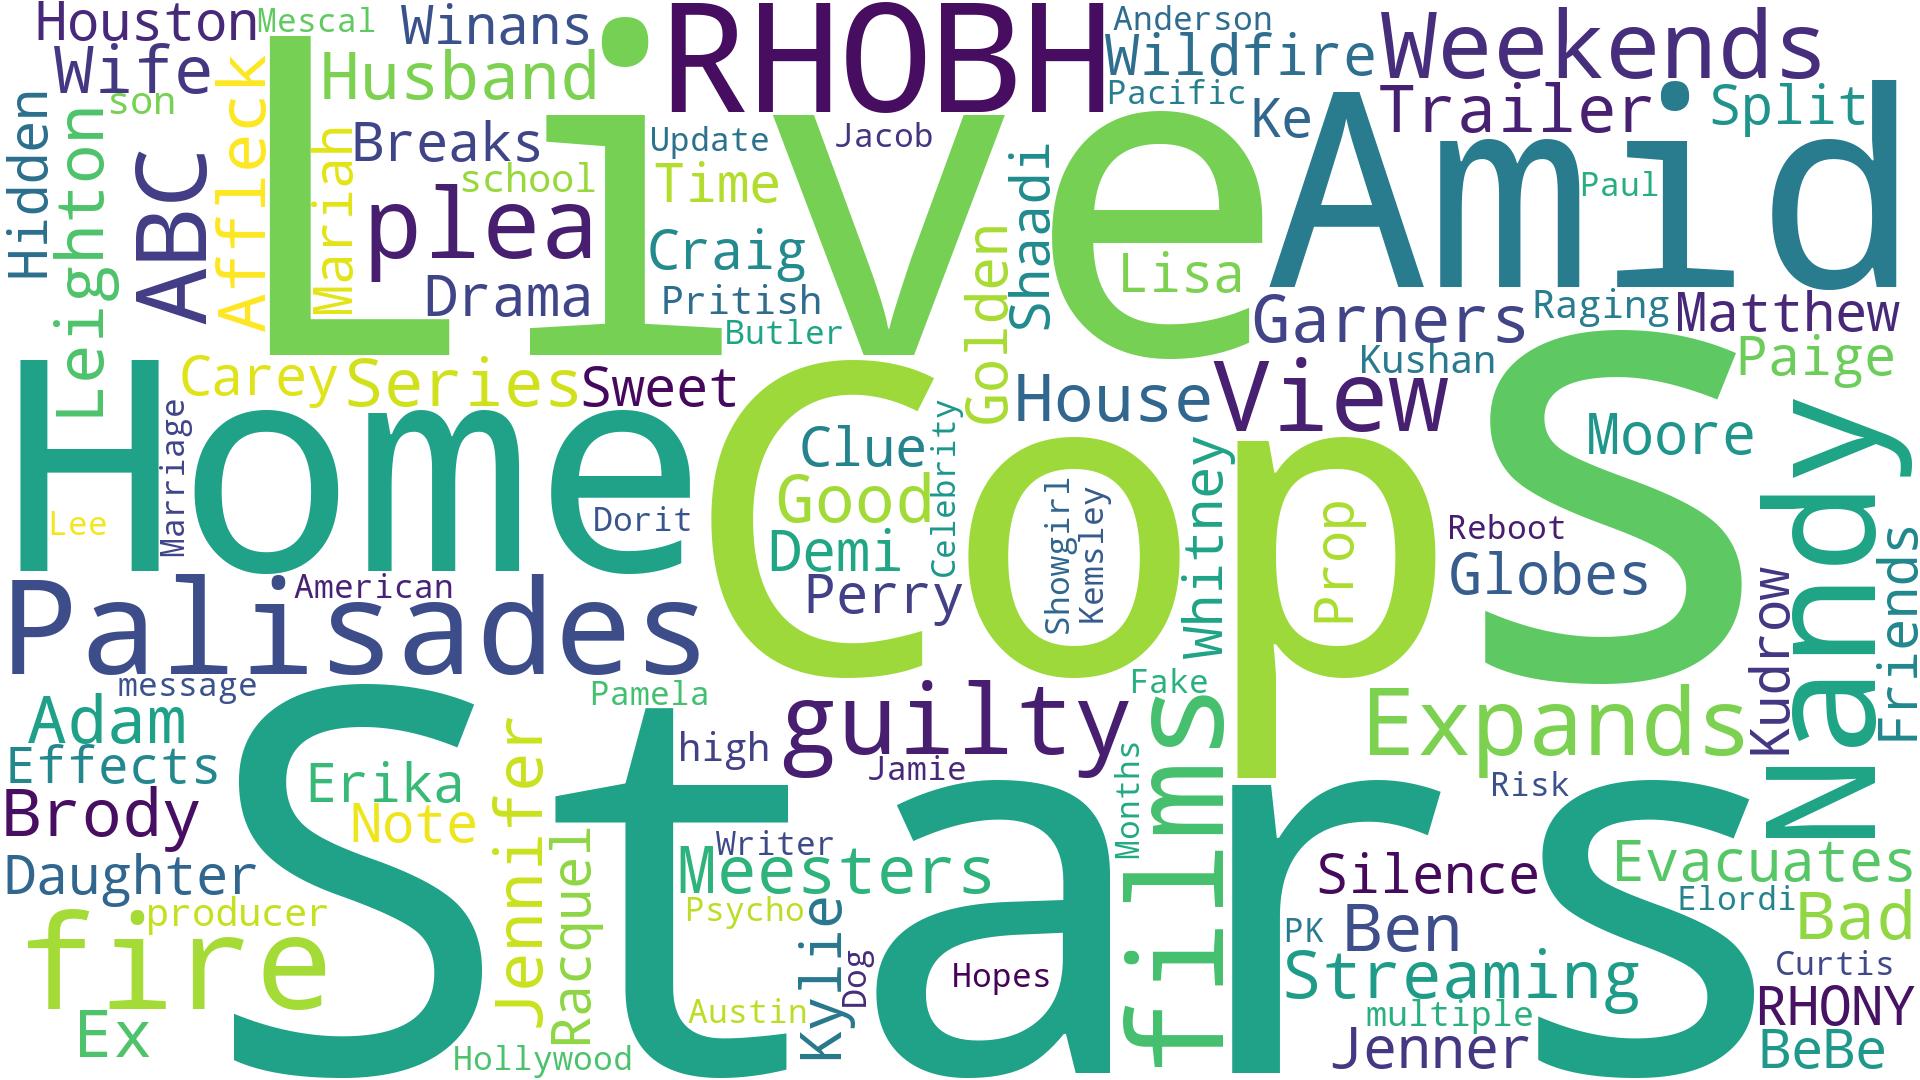 Houston
Mescal
Winans
RHOBH
Anderson
Weekends
Wife
Husband
Wildfire
son
Pacific
Ke
Trailer
Split
Hidden
Leighton
ABC
Affleck
Mariah
Breaks
Update
Jacob
Live
Amid
school
Time
Shaadi
Paul
plea
Craig
Golden
Lisa
Drama
Pritish
Butler
Garners
Raging
Matthew
Carey
Series
Sweet
House
View
Kushan
Paige
Home
Marriage
Lee
Dorit
Cops
Clue
Good
Celebrity
Demi
Perry
Showgirl
Kemsley
Whitney
Prop
S
Moore
Reboot
Globes
Nandy
Kudrow
Friends
Palisades
American
message
Pamela
guilty
Fake
Expands
Adam
Effects
Erika
Note
Brody
Jennifer
high
Jamie
Months
films
Risk
Stars
Daughter
producer
fire
Ex
Racquel
Writer
Meesters
Psycho
Kylie
Dog
Austin
Hollywood
Hopes
Silence
Evacuates
PK
Ben
Elordi
Bad
Streaming
Curtis
multiple
RHONY
Jenner
BeBe